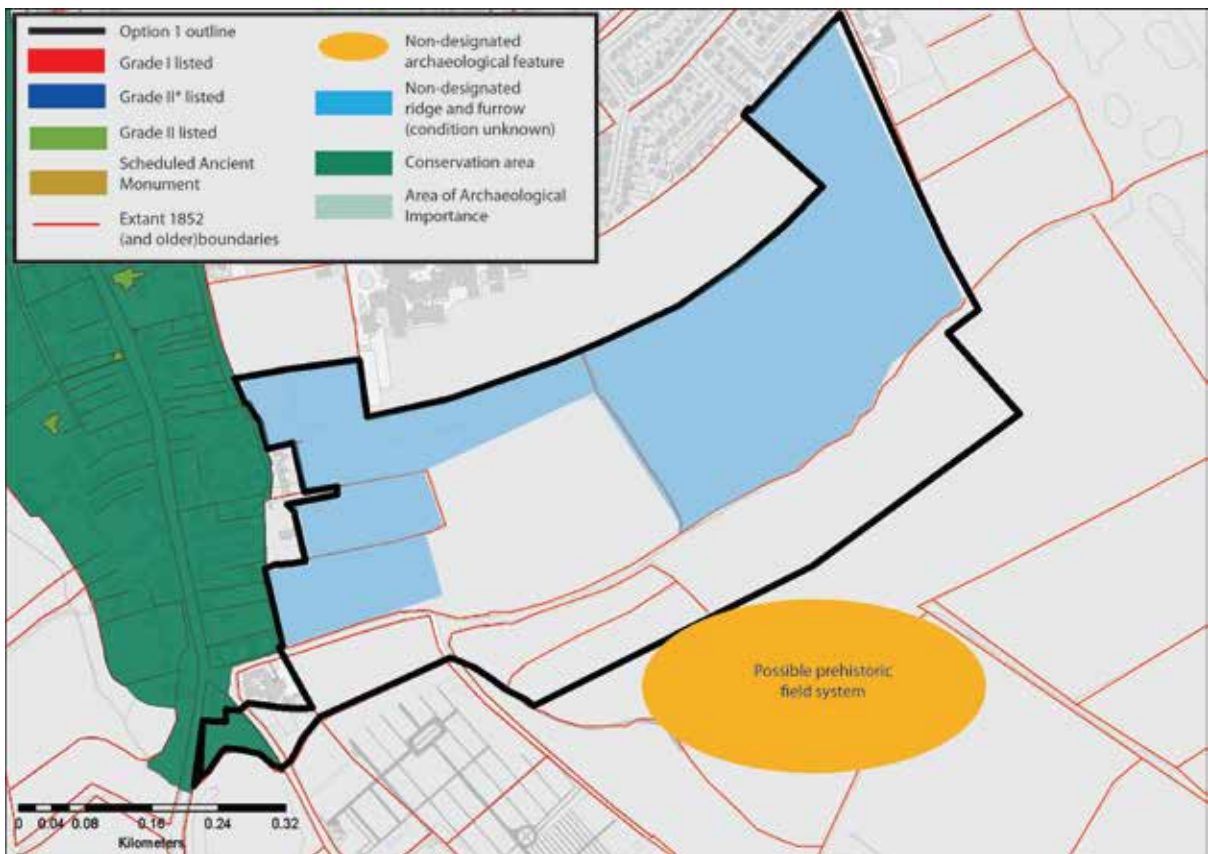 Option 1 outline
Grade I listed
Grade II* listed
Grade II listed
Scheduled Ancient
Monument
Extant 1852
(and older)boundaries
Non-designated
archaeological feature
Non-designated
ridge and furrow
(condition unknown)
Conservation area
Area of Archaeological
Importance
Possible prehistoric
field system
0 0.04 0.08 0.16 0.24 0.32
Kilometers